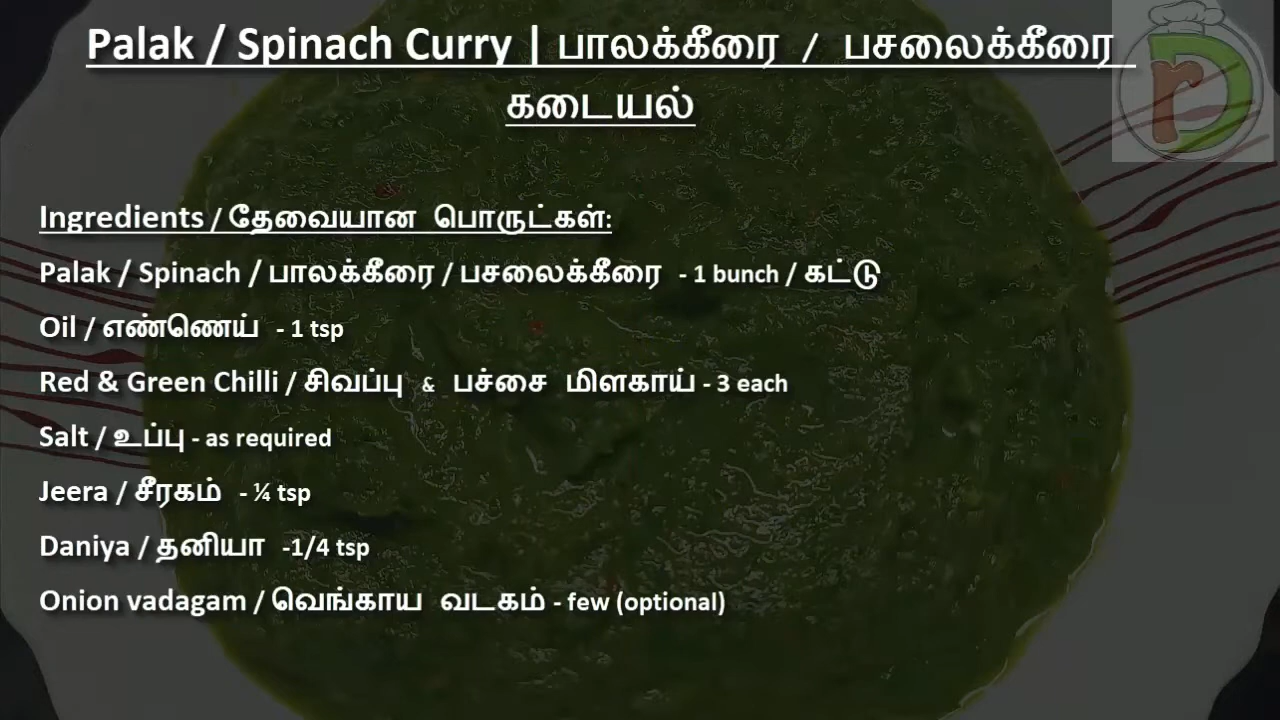 Palak / Spinach Curry | பாலக்கீரை / பசலைக்கீரை
கடையல்
Ingredients / தேவையான பொருட்கள்:
Palak / Spinach / பாலக்கீரை / பசலைக்கீரை - 1 bunch / கட்டு
Oil / எண்ணெய் - 1 tsp
Red & Green Chilli / சிவப்பு & பச்சை மிளகாய் - 3 each
Salt / உப்பு - as required
Jeera / சீரகம் - ¼ tsp
Daniya / தனியா -1/4 tsp
Onion vadagam / வெங்காய வடகம் - few (optional)